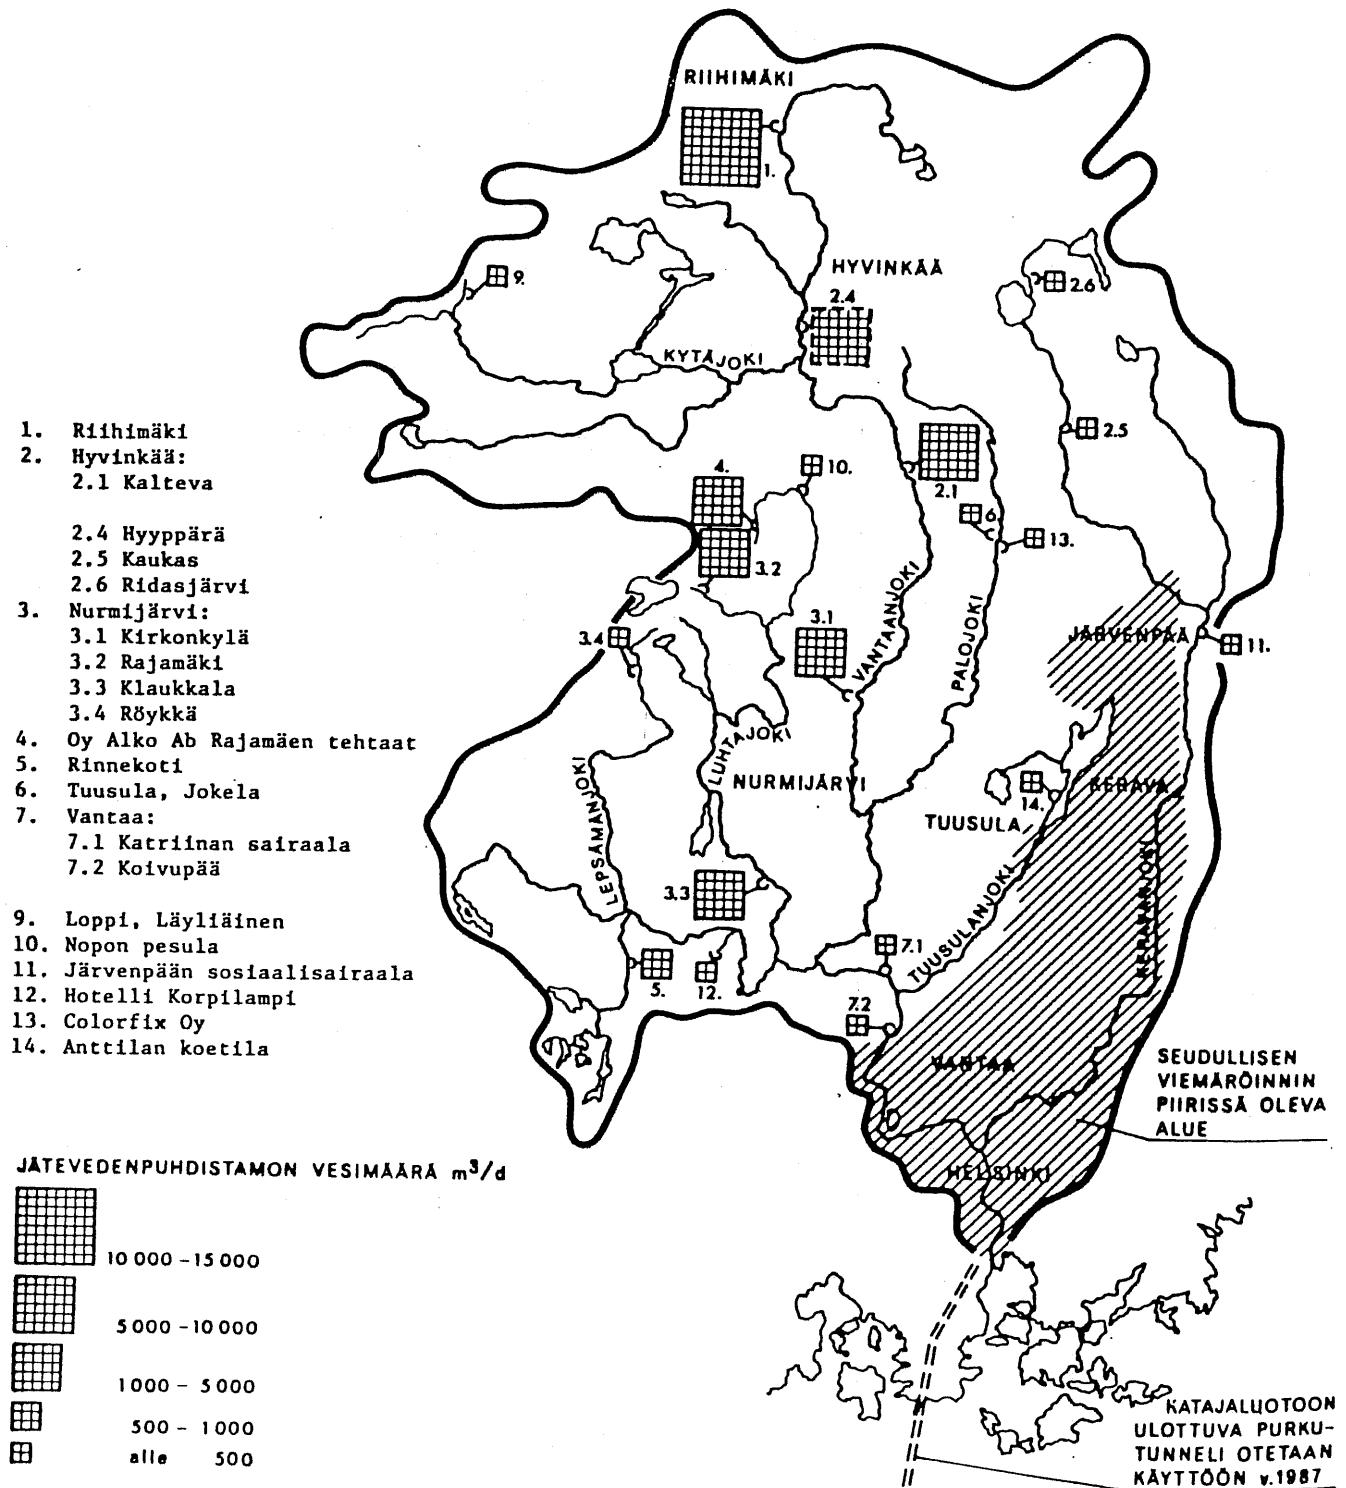 RIIHIMÄKI
1.
HYVINKÄÄ
2.4
2.6
9.
KYTÄJOKI
2.5
1. Riihimäki
2. Hyvinkää:
2.1 Kalteva
2.4 Hyyppärä
2.5 Kaukas
2.6 Ridasjärvi
3. Nurmijärvi:
3.1 Kirkonkylä
3.2 Rajamäki
3.3 Klaukkala
3.4 Röykkä
4. Oy Alko Ab Rajamäen tehtaat
5. Rinnekoti
6. Tuusula, Jokela
7. Vantaa:
7.1 Katriinan sairaala
7.2 Koivupää
9. Loppi, Läyliäinen
10. Nopon pesula
11. Järvenpään sosiaalisairaala
12. Hotelli Korpilampi
13. Colorfix Oy
14. Anttilan koetila
4.
10.
2.1
6.
13.
3.2
3.1
3.4
VANTAANJOKI
PALOJOKI
JÄRVENPÄÄ
11.
LUHTAJOKI
NURMIJÄRVI
LEPSÄMÄNJOKI
14.
KERAVA
TUUSULA
KERAVANJOKI
3.3
TUUSULANJOKI
7.1
5.
12.
7.2
VANTAA
SEUDULLISEN
VIEMÄRÖINNIN
PIIRISSÄ OLEVA
ALUE
HELSINKI
JÄTEVEDENPUHDISTAMON VESIMÄÄRÄ m³/d
10 000 – 15 000
5 000 – 10 000
1 000 – 5 000
500 – 1 000
alle 500
KATAJALUOTOON
ULOTTUVA PURKU-
TUNNELI OTETAAN
KÄYTTÖÖN v.1987